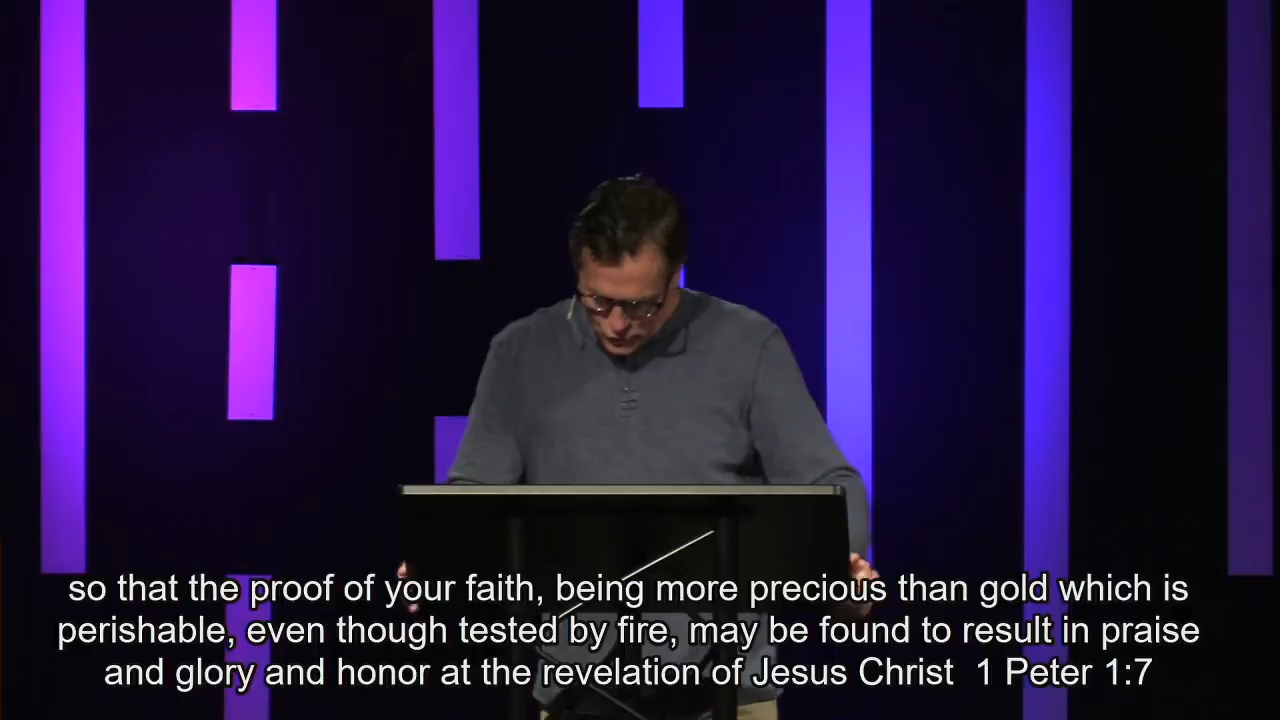 so that the proof of your faith, being more precious than gold which is
perishable, even though tested by fire, may be found to result in praise
and glory and honor at the revelation of Jesus Christ  1 Peter 1:7